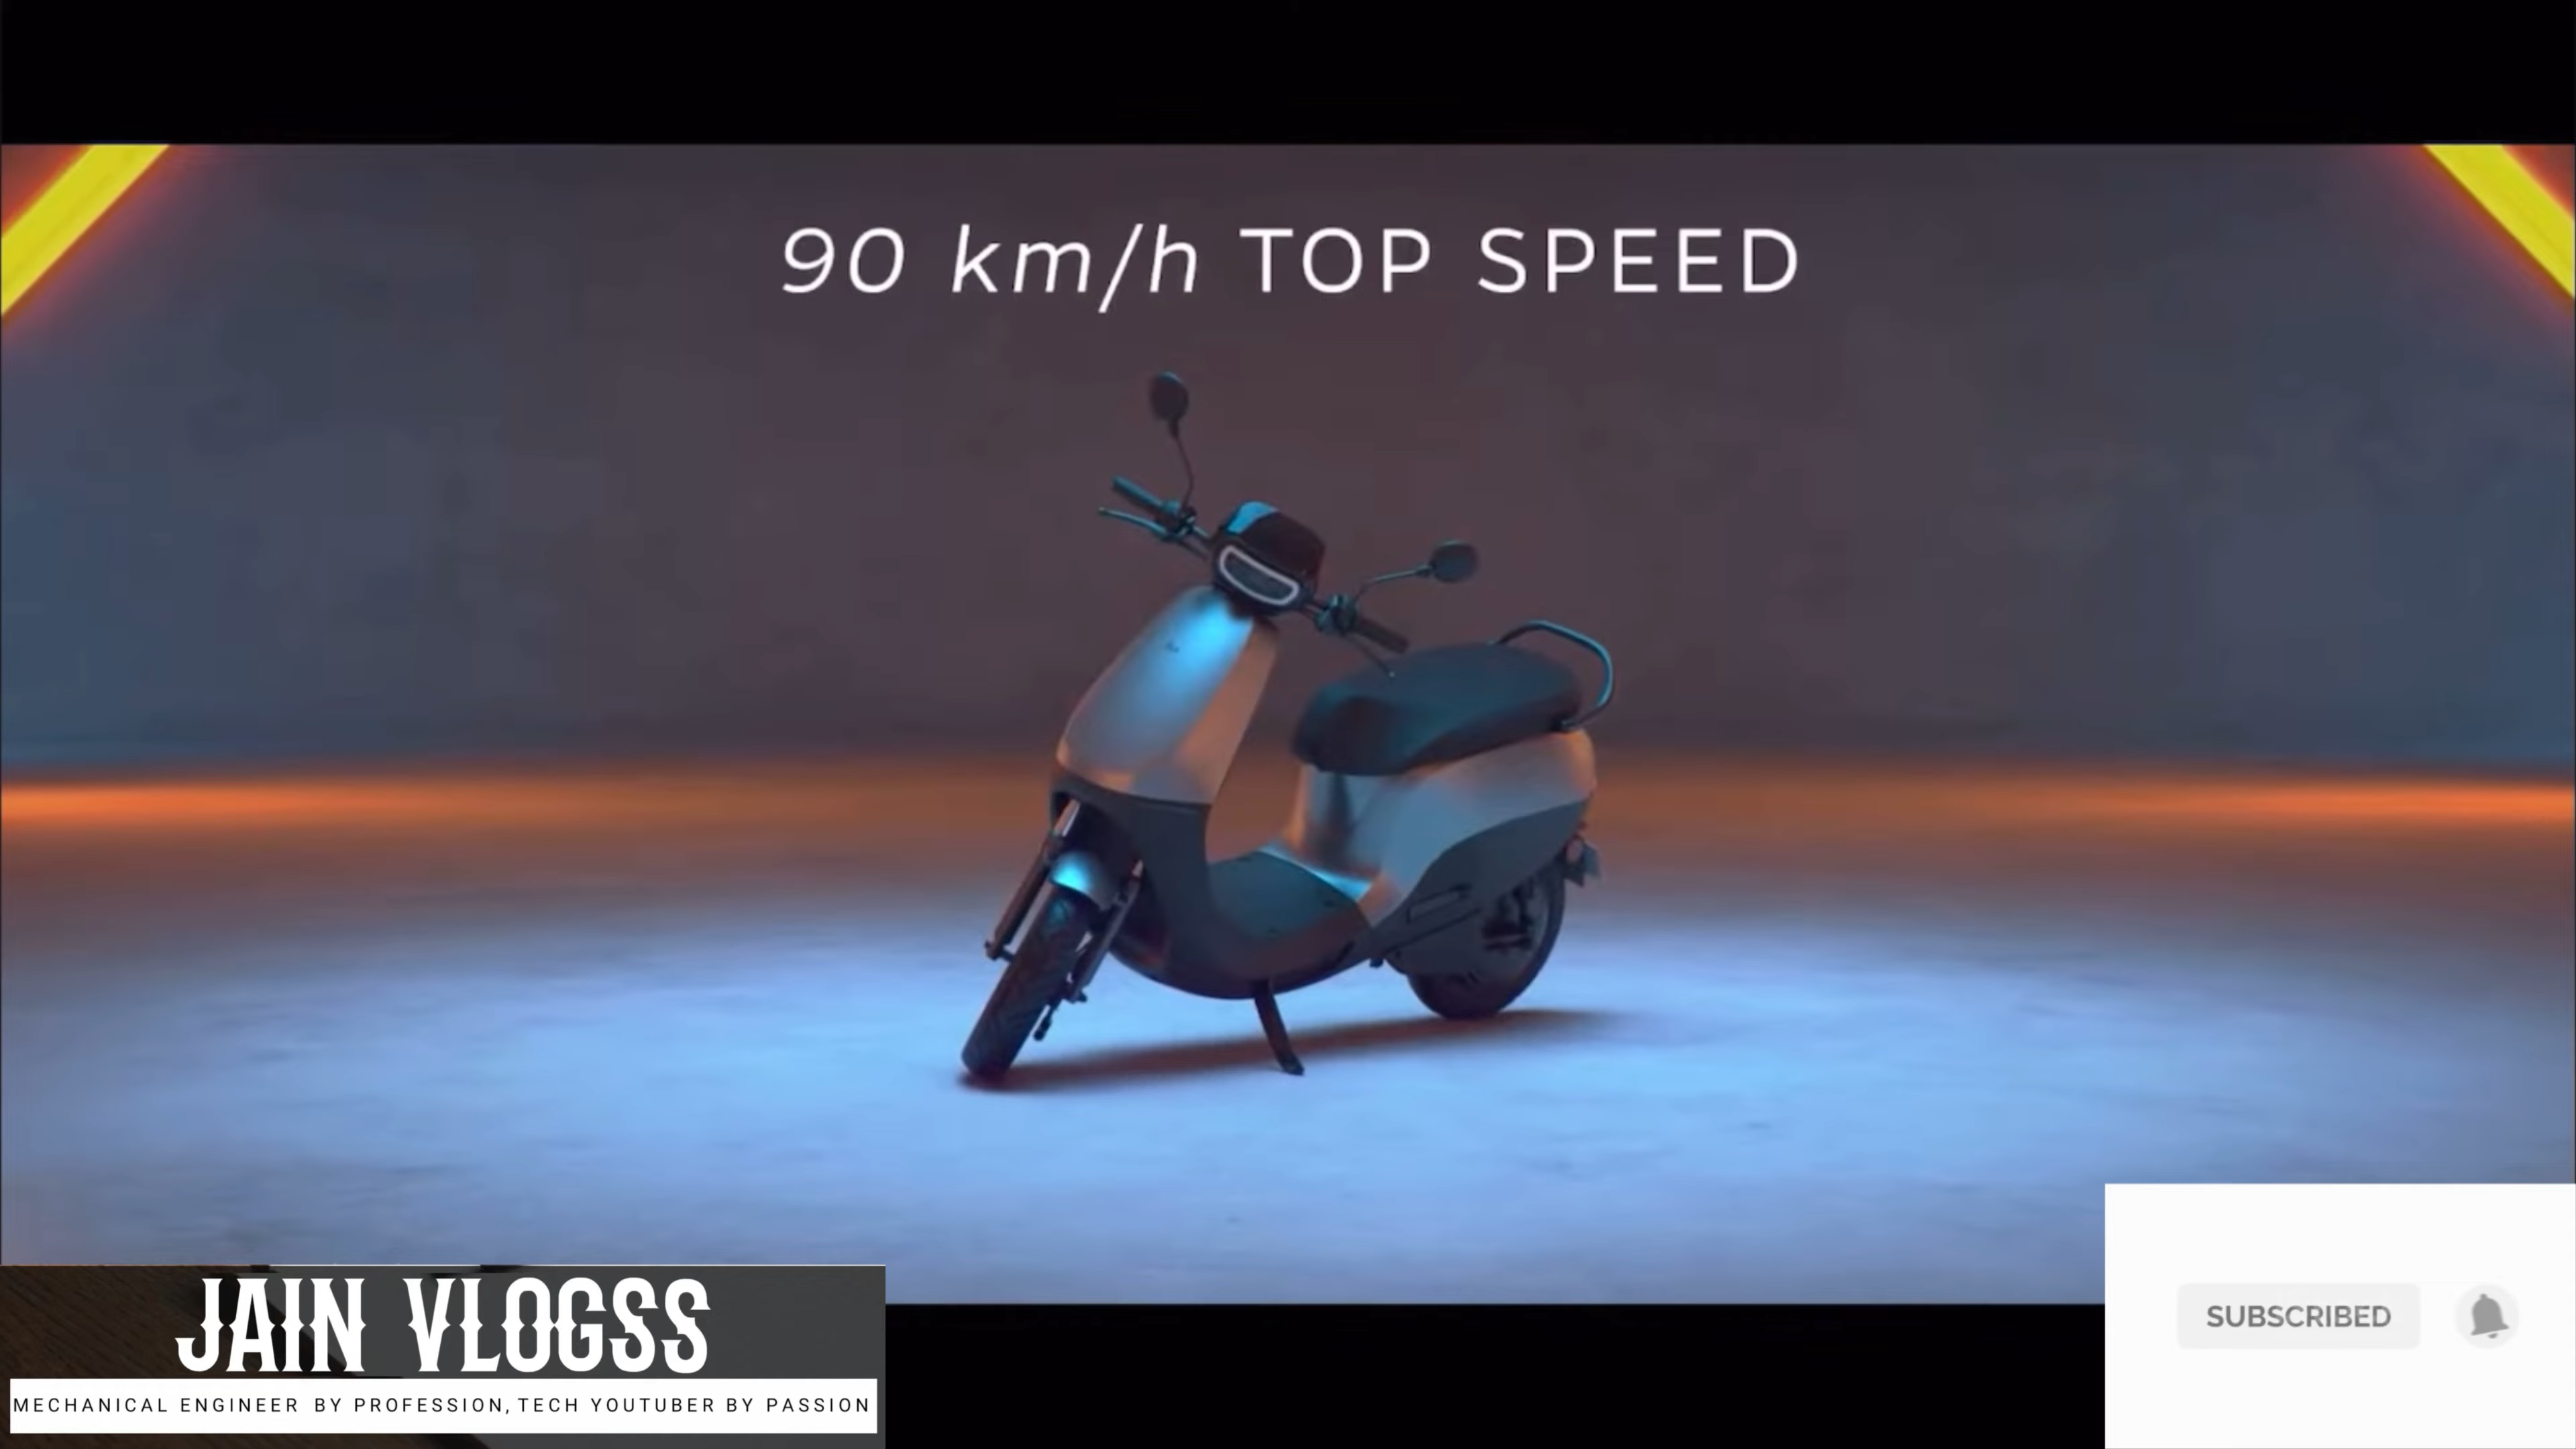 90 km/h TOP SPEED
JAIN VLOGSS
MECHANICAL ENGINEER BY PROFESSION, TECH YOUTUBER BY PASSION
SUBSCRIBED